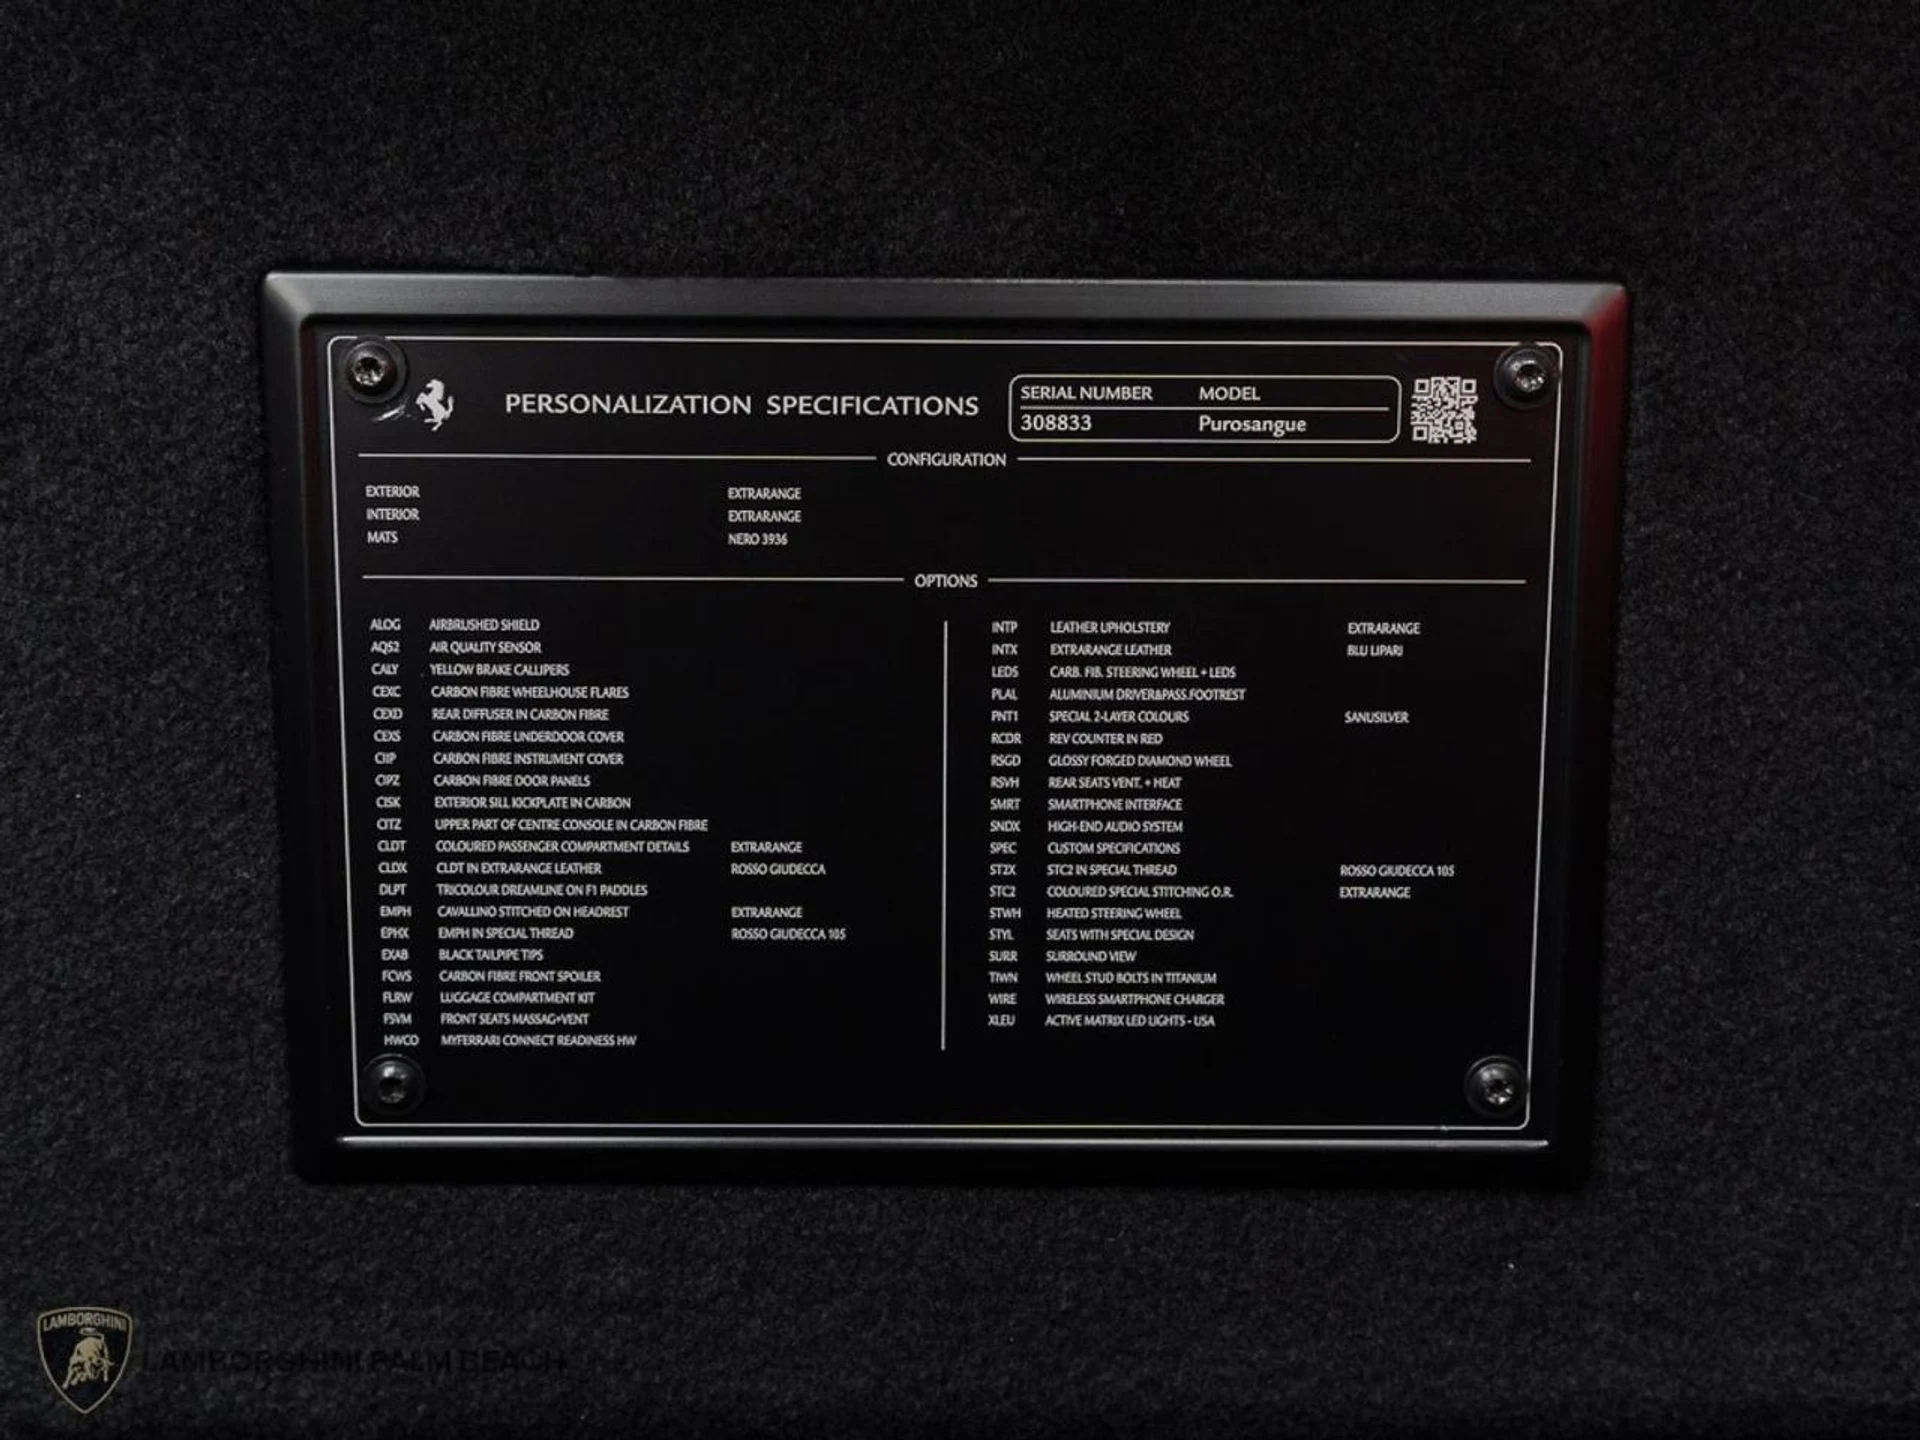 PERSONALIZATION SPECIFICATIONS
SERIAL NUMBER MODEL
308833 Purosangue
CONFIGURATION
EXTERIOR EXTRARANGE
INTERIOR EXTRARANGE
MATS NERO 3936
OPTIONS
ALOG AIRBRUSHED SHIELD
AQS2 AIR QUALITY SENSOR
CALY YELLOW BRAKE CALLIPERS
CEXC CARBON FIBRE WHEELHOUSE FLARES
CEXD REAR DIFFUSER IN CARBON FIBRE
CEXS CARBON FIBRE UNDERDOOR COVER
CIIP CARBON FIBRE INSTRUMENT COVER
CIPZ CARBON FIBRE DOOR PANELS
CISK EXTERIOR SILL KICKPLATE IN CARBON
CITZ UPPER PART OF CENTRE CONSOLE IN CARBON FIBRE
CLDT COLOURED PASSENGER COMPARTMENT DETAILS EXTRARANGE
CLDX CLDT IN EXTRARANGE LEATHER ROSSO GIUDECCA
DLPT TRICOLOUR DREAMLINE ON F1 PADDLES
EMPH CAVALLINO STITCHED ON HEADREST EXTRARANGE
EPHX EMPH IN SPECIAL THREAD ROSSO GIUDECCA 105
EXAB BLACK TAILPIPE TIPS
FCWS CARBON FIBRE FRONT SPOILER
FLRW LUGGAGE COMPARTMENT KIT
FSVM FRONT SEATS MASSAG+VENT
HWCO MYFERRARI CONNECT READINESS HW
INTP LEATHER UPHOLSTERY EXTRARANGE
INTX EXTRARANGE LEATHER BLU LIPARI
LEDS CARB. FIB. STEERING WHEEL + LEDS
PLAL ALUMINIUM DRIVER&PASS.FOOTREST
PNT1 SPECIAL 2-LAYER COLOURS SANUSILVER
RCDR REV COUNTER IN RED
RSGD GLOSSY FORGED DIAMOND WHEEL
RSVH REAR SEATS VENT. + HEAT
SMRT SMARTPHONE INTERFACE
SNDX HIGH-END AUDIO SYSTEM
SPEC CUSTOM SPECIFICATIONS
ST2X STC2 IN SPECIAL THREAD ROSSO GIUDECCA 105
STC2 COLOURED SPECIAL STITCHING O.R. EXTRARANGE
STWH HEATED STEERING WHEEL
STYL SEATS WITH SPECIAL DESIGN
SURR SURROUND VIEW
TIWN WHEEL STUD BOLTS IN TITANIUM
WIRE WIRELESS SMARTPHONE CHARGER
XLEU ACTIVE MATRIX LED LIGHTS - USA
LAMBORGHINI
LAMBORGHINI PALM BEACH